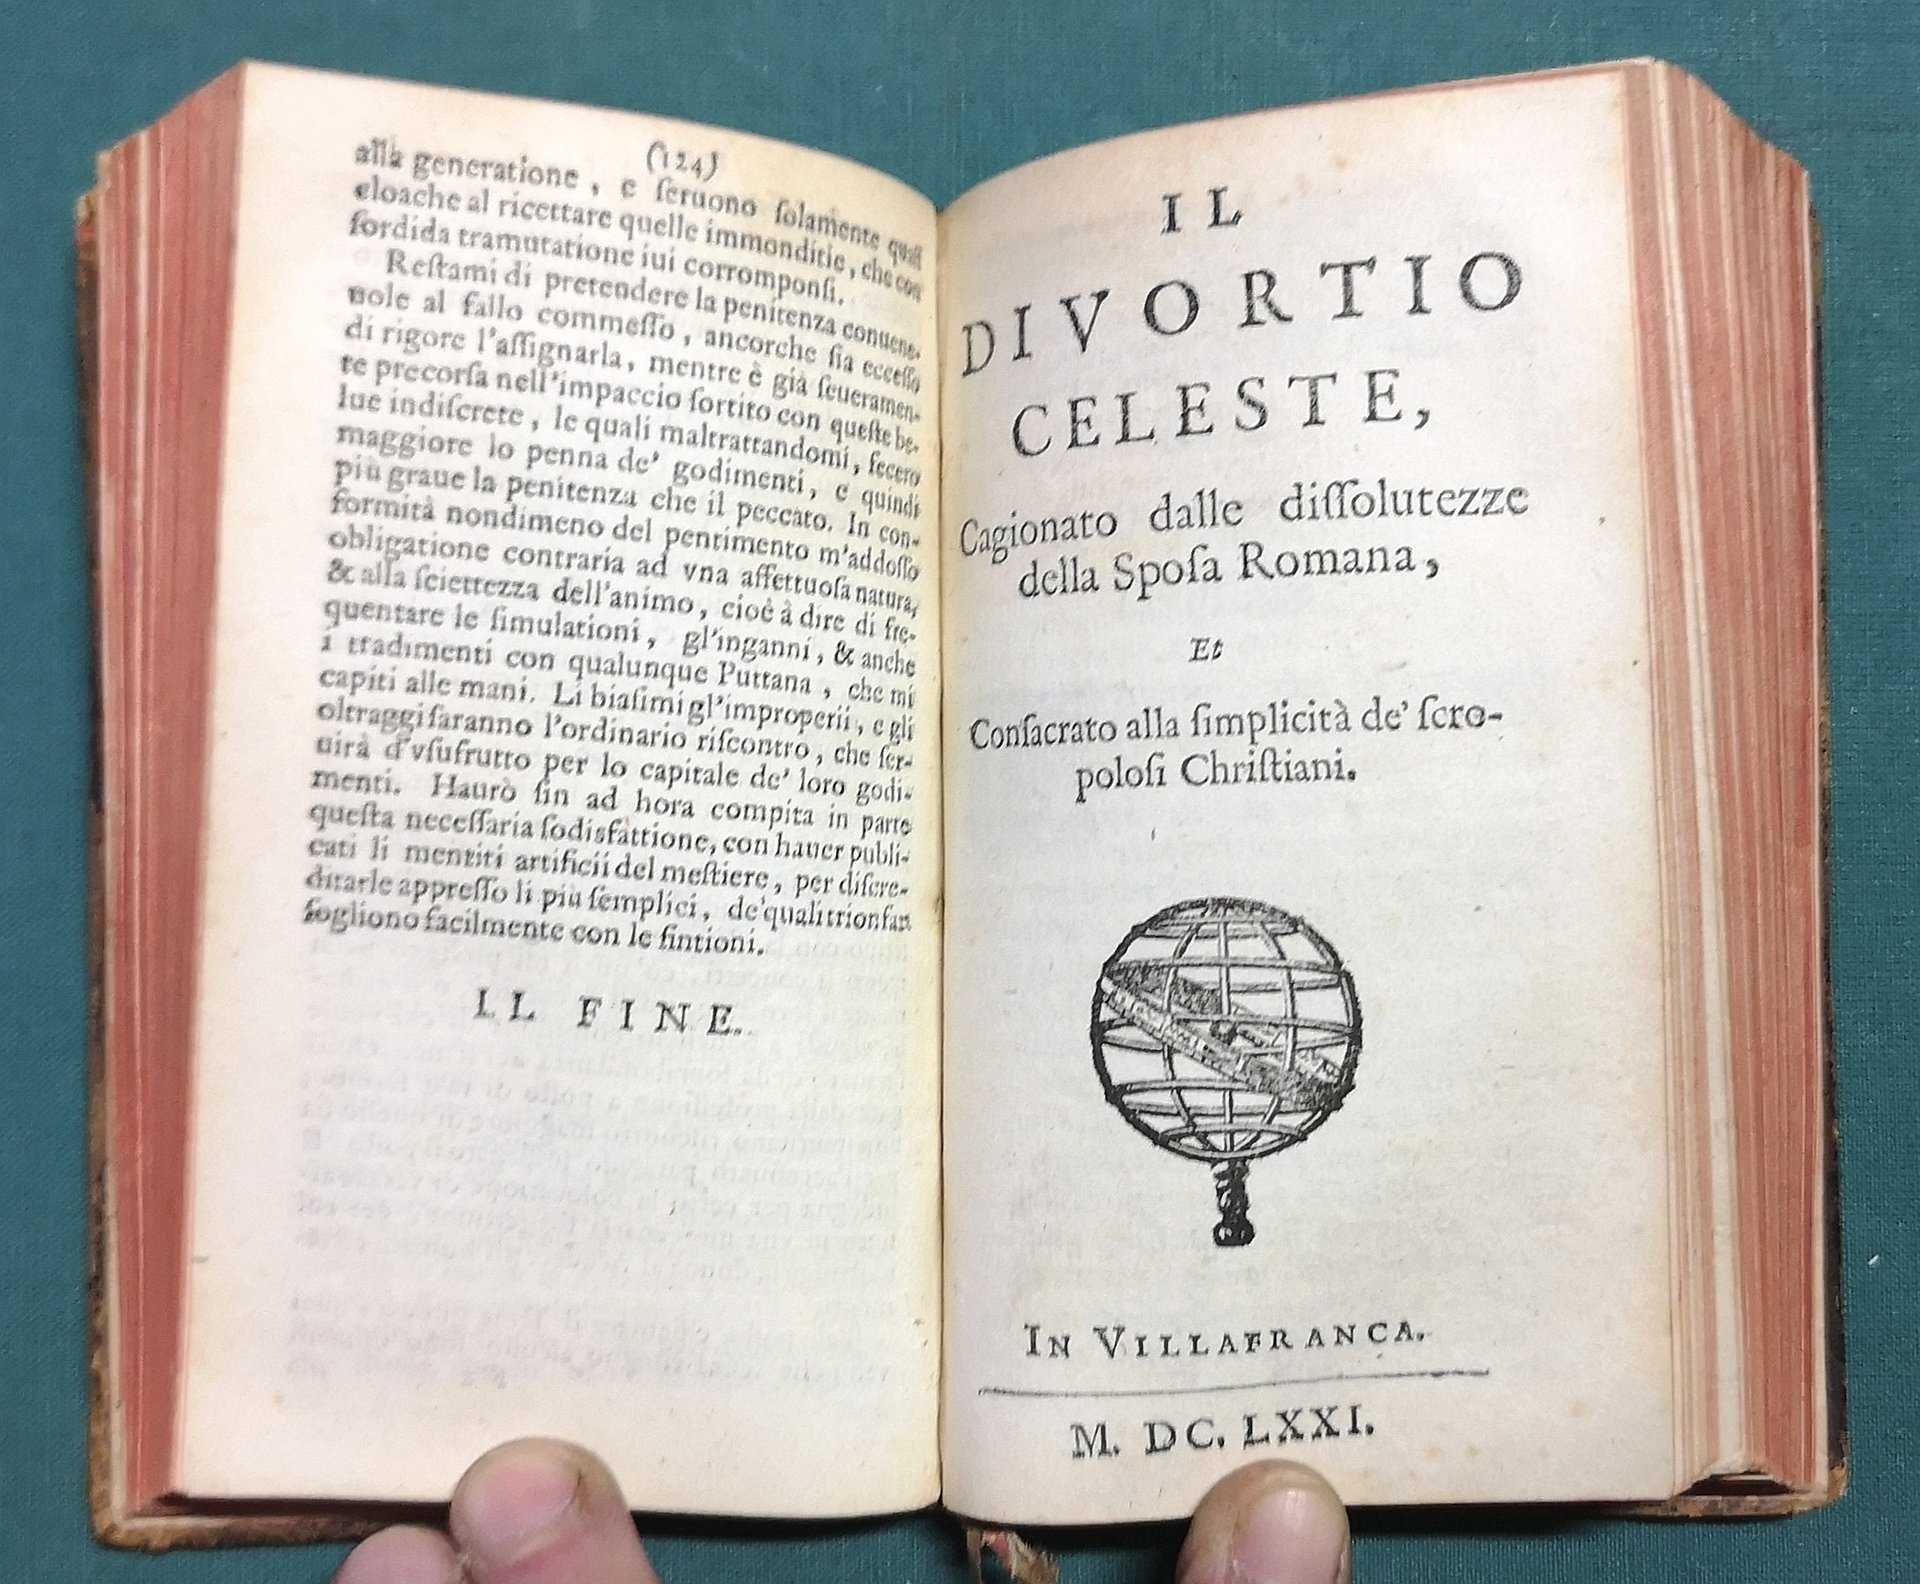 (124)
alla generatione, e ſeruono ſolamente quaſi
cloache al ricettare quelle immonditie, che con
ſordida tramutatione iui corromponſi.
Reſtami di pretendere la penitenza conuene-
uole al fallo commeſſo, ancorche ſia ecceſſo
di rigore l'aſſignarla, mentre è già ſeueramen-
te precorſa nell'impaccio ſortito con queſte be-
lue indiſcrete, le quali maltrattandomi, fecero
maggiore lo penna de' godimenti, e quindi
più graue la penitenza che il peccato. In con-
formità nondimeno del pentimento m'addoſſo
obligatione contraria ad vna affettuoſa natura,
& alla ſciettezza dell'animo, cioè à dire di fre-
quentare le ſimulationi, gl'inganni, & anche
i tradimenti con qualunque Puttana, che mi
capiti alle mani. Li biaſimi gl'improperii, e gli
oltraggi ſaranno l'ordinario riſcontro, che ſer-
uirà d'vſufrutto per lo capitale de' loro godi-
menti. Haurò ſin ad hora compita in parte
queſta neceſſaria ſodisfattione, con hauer publi-
cati li mentiti artificii del meſtiere, per diſcre-
ditarle appreſſo li più ſemplici, de'quali trionfar
ſogliono facilmente con le fintioni.
IL FINE.
IL
DIVORTIO
CELESTE,
Cagionato dalle diſſolutezze
della Spoſa Romana,
Et
Conſacrato alla ſimplicità de' ſcro-
poloſi Chriſtiani.
IN VILLAFRANCA.
M. DC. LXXI.